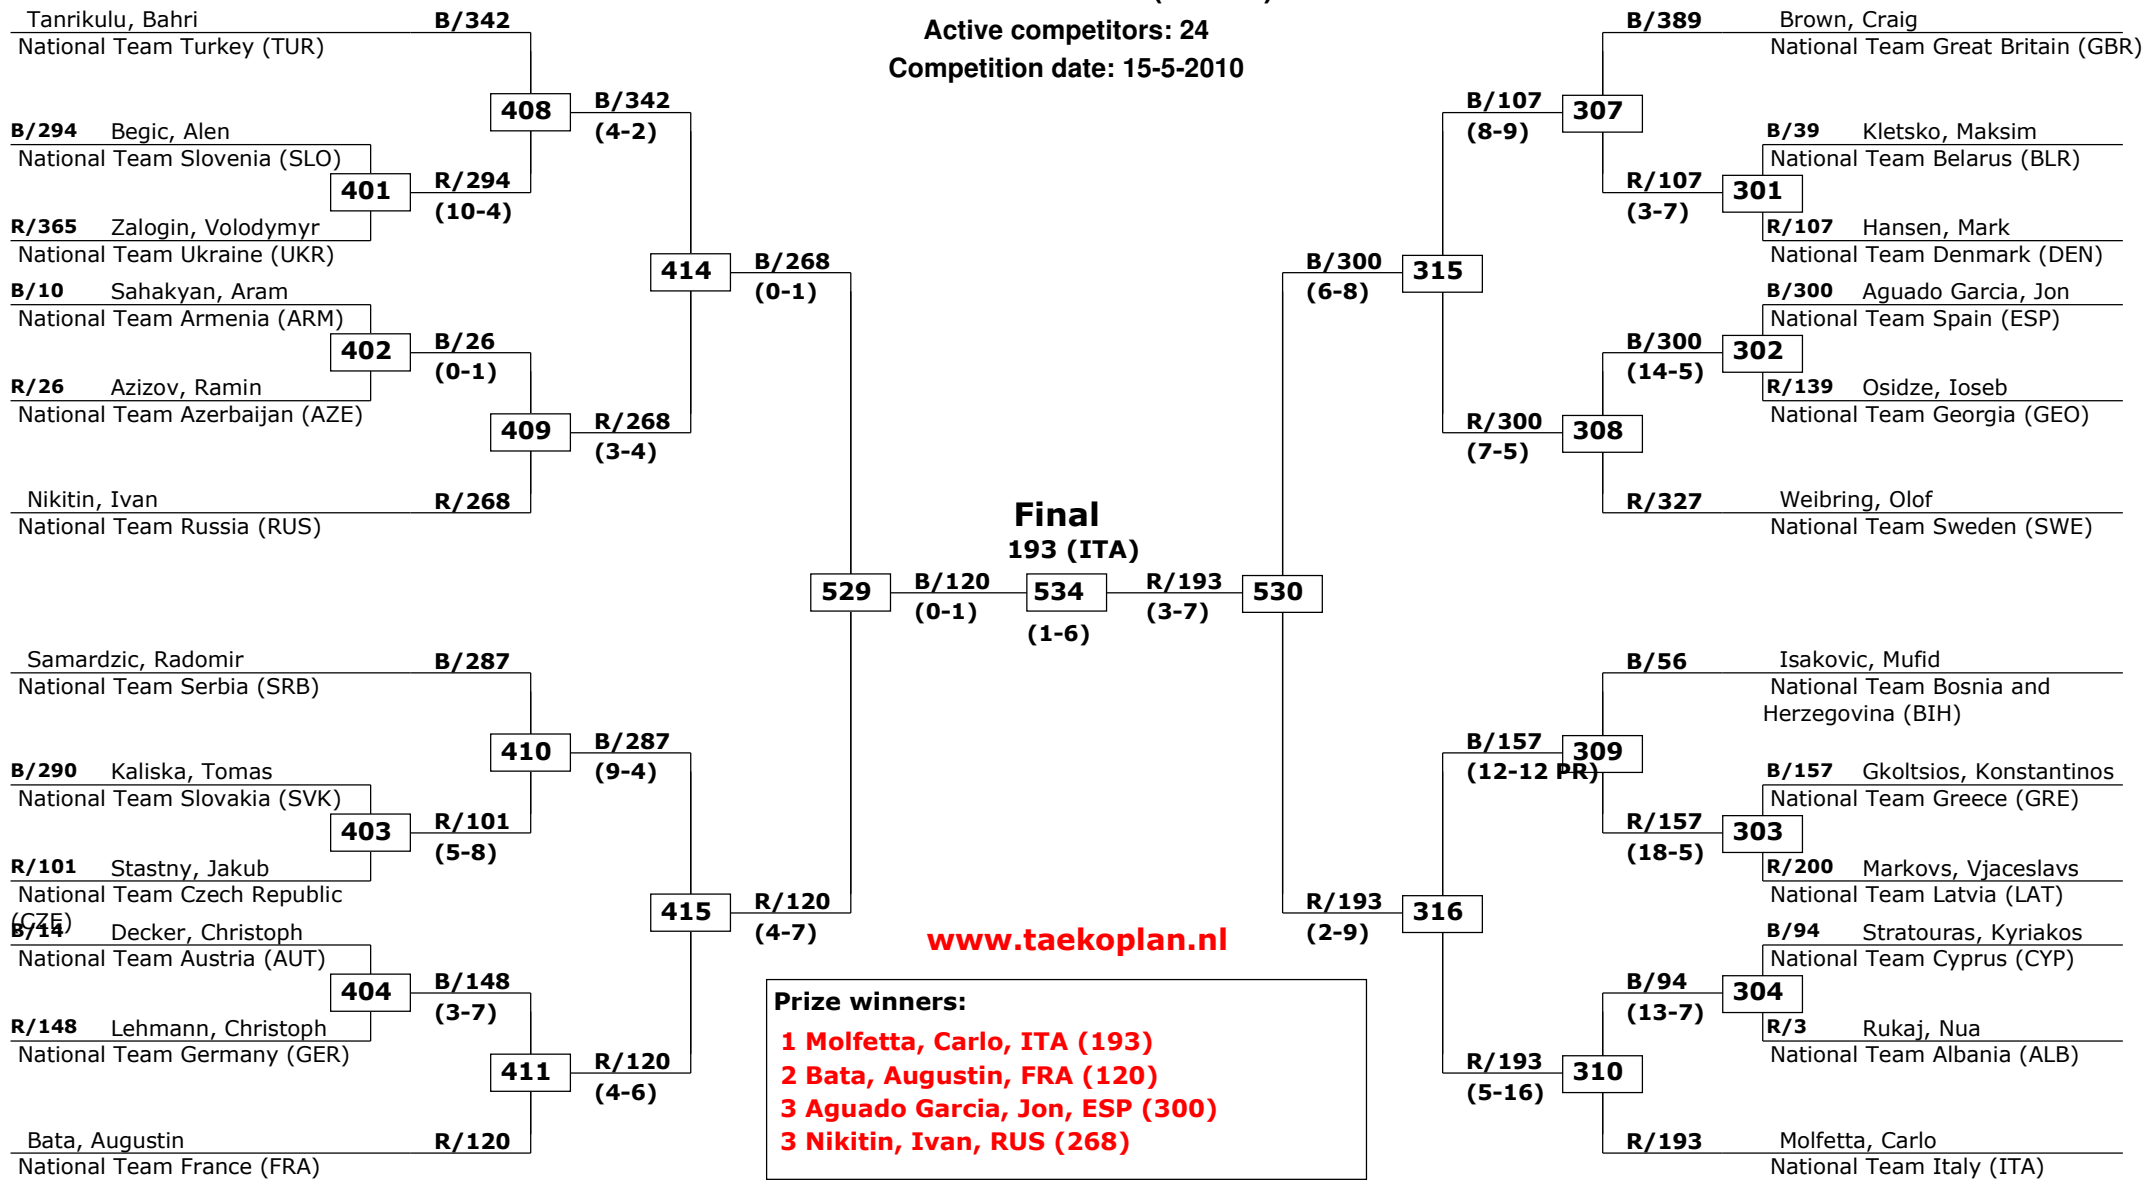 Active competitors: 24
Competition date: 15-5-2010
Tanrikulu, Bahri
B/342
National Team Turkey (TUR)
408
B/342
(4-2)
B/294 Begic, Alen
National Team Slovenia (SLO)
401
R/294
(10-4)
R/365 Zalogin, Volodymyr
National Team Ukraine (UKR)
414
B/268
(0-1)
B/10 Sahakyan, Aram
National Team Armenia (ARM)
402
B/26
(0-1)
R/26 Azizov, Ramin
National Team Azerbaijan (AZE)
409
R/268
(3-4)
Nikitin, Ivan
R/268
National Team Russia (RUS)
Samardzic, Radomir
B/287
National Team Serbia (SRB)
410
B/287
(9-4)
B/290 Kaliska, Tomas
National Team Slovakia (SVK)
403
R/101
(5-8)
R/101 Stastny, Jakub
National Team Czech Republic
(CZE)
415
R/120
(4-7)
B/14 Decker, Christoph
National Team Austria (AUT)
404
B/148
(3-7)
R/148 Lehmann, Christoph
National Team Germany (GER)
411
R/120
(4-6)
Bata, Augustin
R/120
National Team France (FRA)
Final
193 (ITA)
529
B/120
(0-1)
534
(1-6)
R/193
(3-7)
530
B/389
Brown, Craig
National Team Great Britain (GBR)
B/107
(8-9)
307
B/39 Kletsko, Maksim
National Team Belarus (BLR)
R/107
(3-7)
301
R/107 Hansen, Mark
National Team Denmark (DEN)
B/300
(6-8)
315
B/300 Aguado Garcia, Jon
National Team Spain (ESP)
B/300
(14-5)
302
R/139 Osidze, Ioseb
National Team Georgia (GEO)
R/300
(7-5)
308
R/327
Weibring, Olof
National Team Sweden (SWE)
B/56
Isakovic, Mufid
National Team Bosnia and
Herzegovina (BIH)
B/157
(12-12 PR)
309
B/157 Gkoltsios, Konstantinos
National Team Greece (GRE)
R/157
(18-5)
303
R/200 Markovs, Vjaceslavs
National Team Latvia (LAT)
R/193
(2-9)
316
B/94 Stratouras, Kyriakos
National Team Cyprus (CYP)
B/94
(13-7)
304
R/3 Rukaj, Nua
National Team Albania (ALB)
R/193
(5-16)
310
R/193
Molfetta, Carlo
National Team Italy (ITA)
www.taekoplan.nl
Prize winners:
1 Molfetta, Carlo, ITA (193)
2 Bata, Augustin, FRA (120)
3 Aguado Garcia, Jon, ESP (300)
3 Nikitin, Ivan, RUS (268)